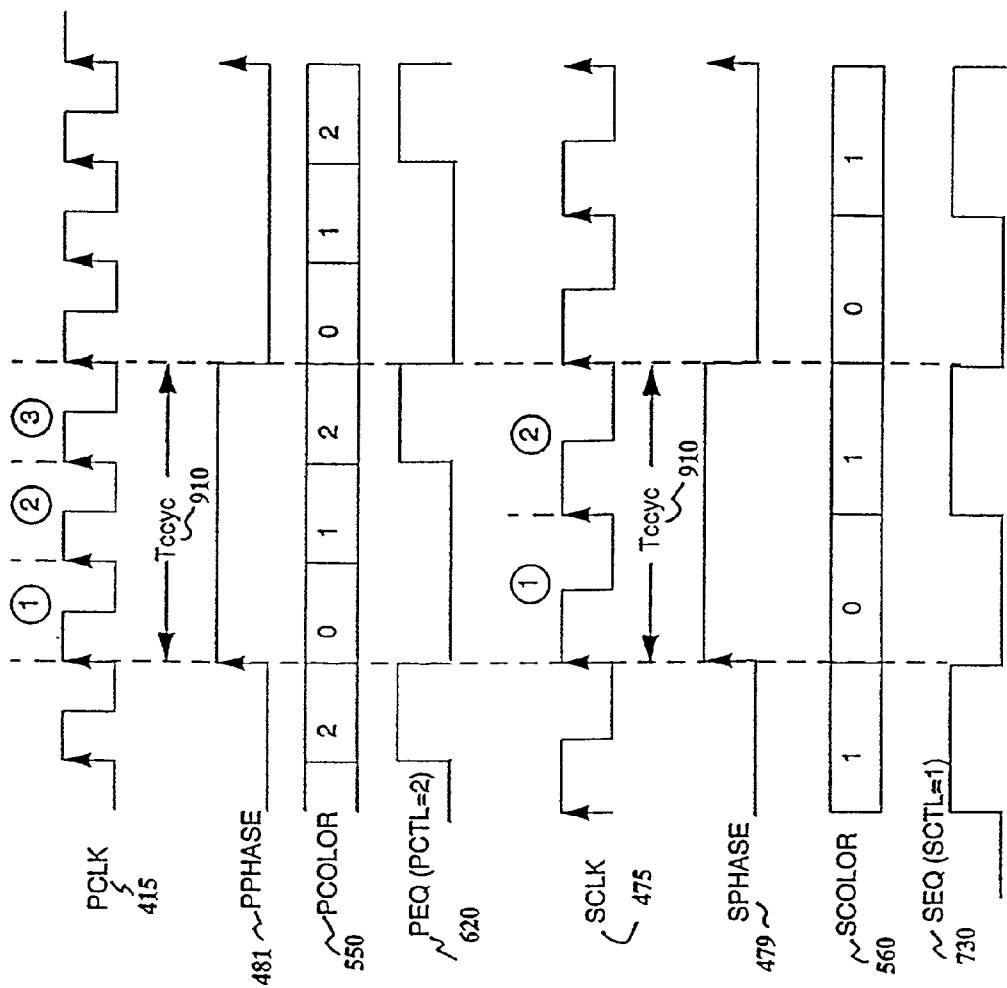 ① ② ③
PCLK
415
Tccyc
910
481 PPHASE
PCOLOR
550
2 0 1 2 0 1 2
PEQ (PCTL=2)
620
① ②
SCLK
475
Tccyc
910
SPHASE
479
SCOLOR
560
1 0 1 0 1
SEQ (SCTL=1)
730